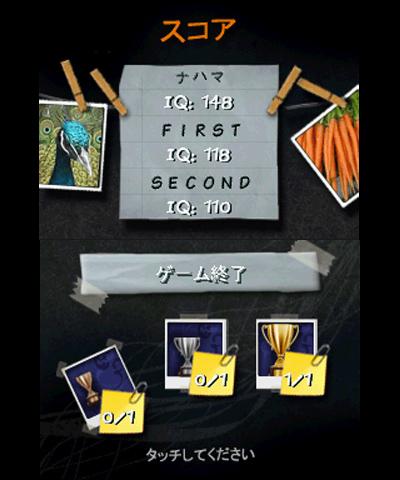 スコア
ナハマ
IQ: 148
FIRST
IQ: 118
SECOND
IQ: 110
ゲーム終了
0/1
0/1
1/1
タッチしてください